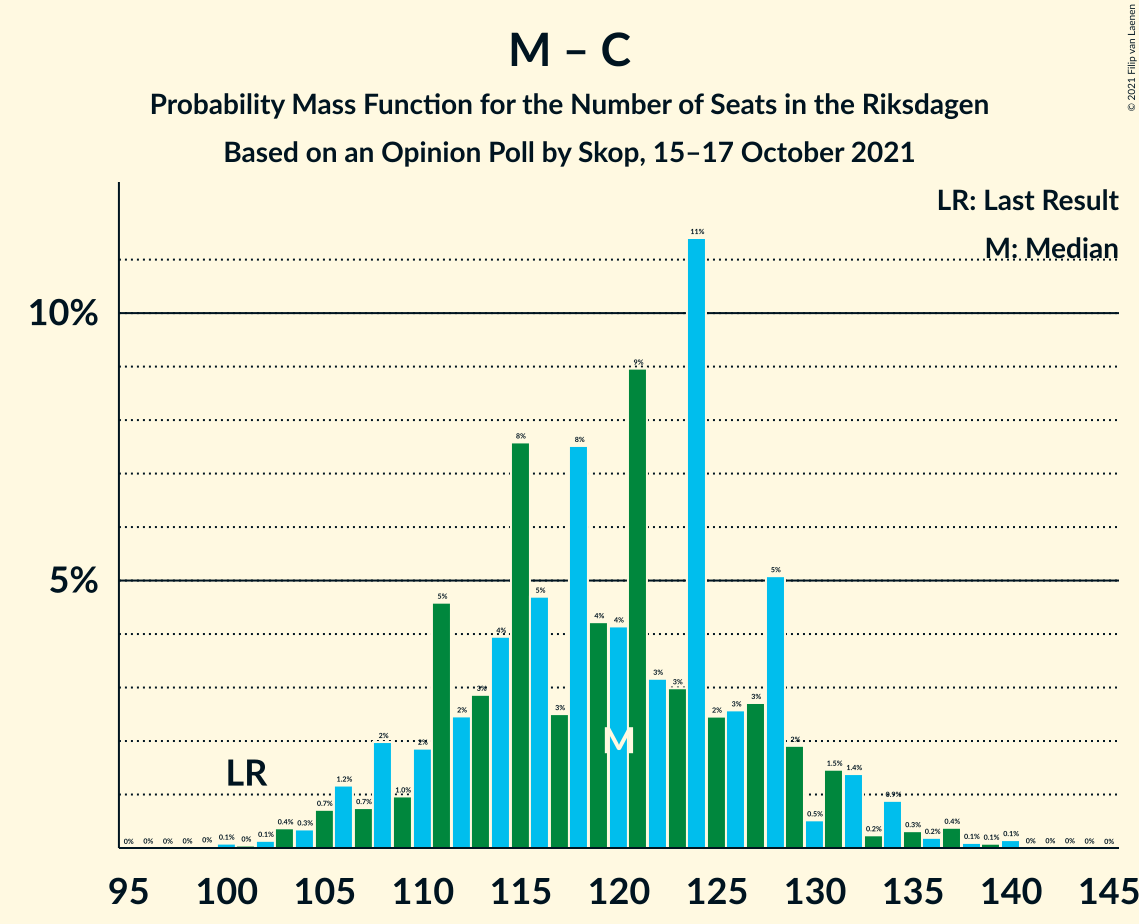 © 2021 Filip van Laenen
M – C
Probability Mass Function for the Number of Seats in the Riksdagen
Based on an Opinion Poll by Skop, 15–17 October 2021
LR: Last Result
M: Median
10%
5%
0% 0% 0% 0% 0% 0.1% 0% 0.1% 0.4% 0.3% 0.7% 1.2% 0.7% 2% 1.0% 2% 5% 2% 3% 4% 8% 5% 3% 8% 4% 4% 9% 3% 3% 11% 2% 3% 3% 5% 2% 0.5% 1.5% 1.4% 0.2% 0.9% 0.3% 0.2% 0.4% 0.1% 0.1% 0.1% 0% 0% 0% 0% 0%
LR
M
95 100 105 110 115 120 125 130 135 140 145